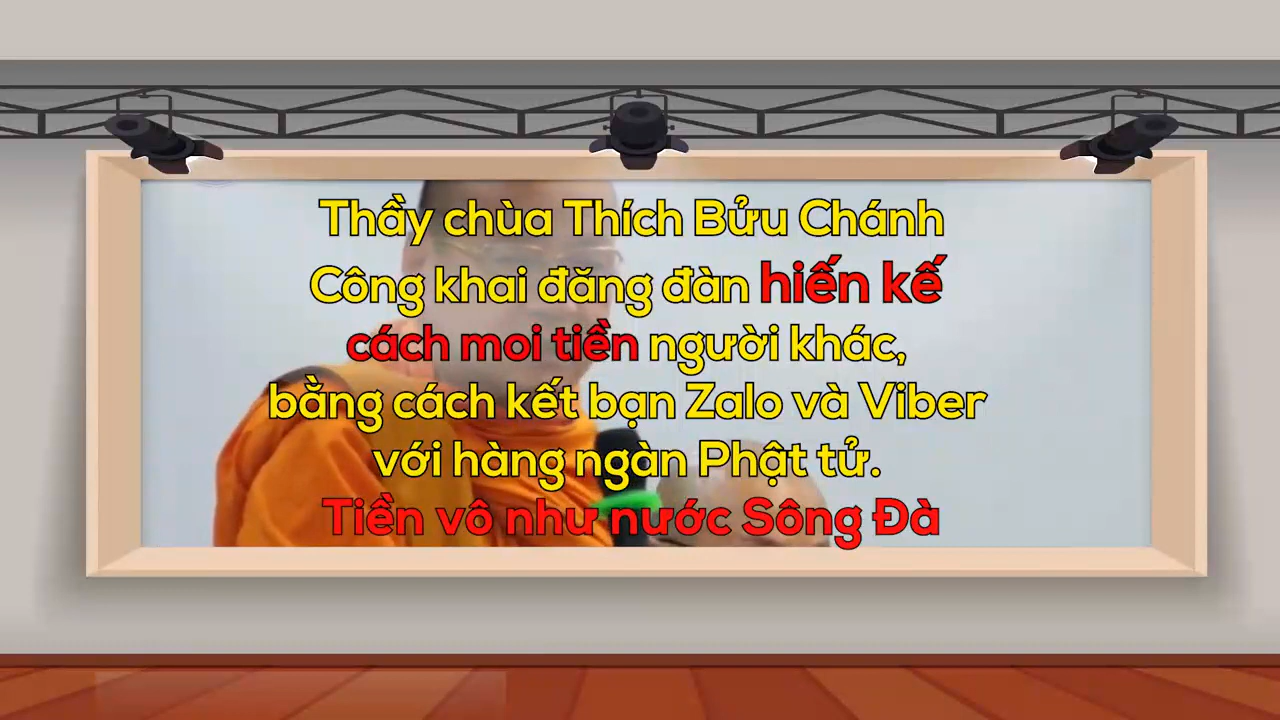 Thầy chùa Thích Bửu Chánh
Công khai đăng đàn hiến kế
cách moi tiền người khác,
bằng cách kết bạn Zalo và Viber
với hàng ngàn Phật tử.
Tiền vô như nước Sông Đà